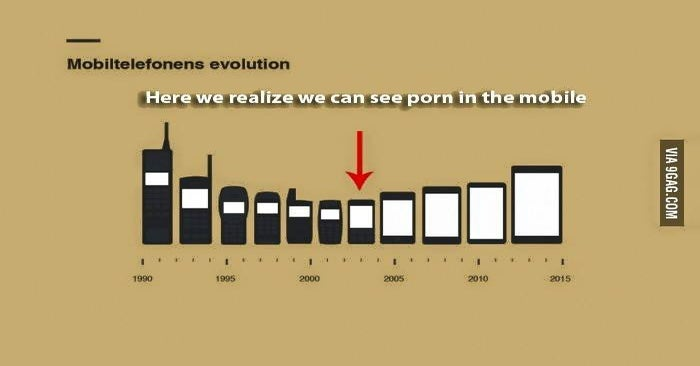 Mobiltelefonens evolution
Here we realize we can see porn in the mobile
VIA 9GAG.COM
1990 1995 2000 2005 2010 2015